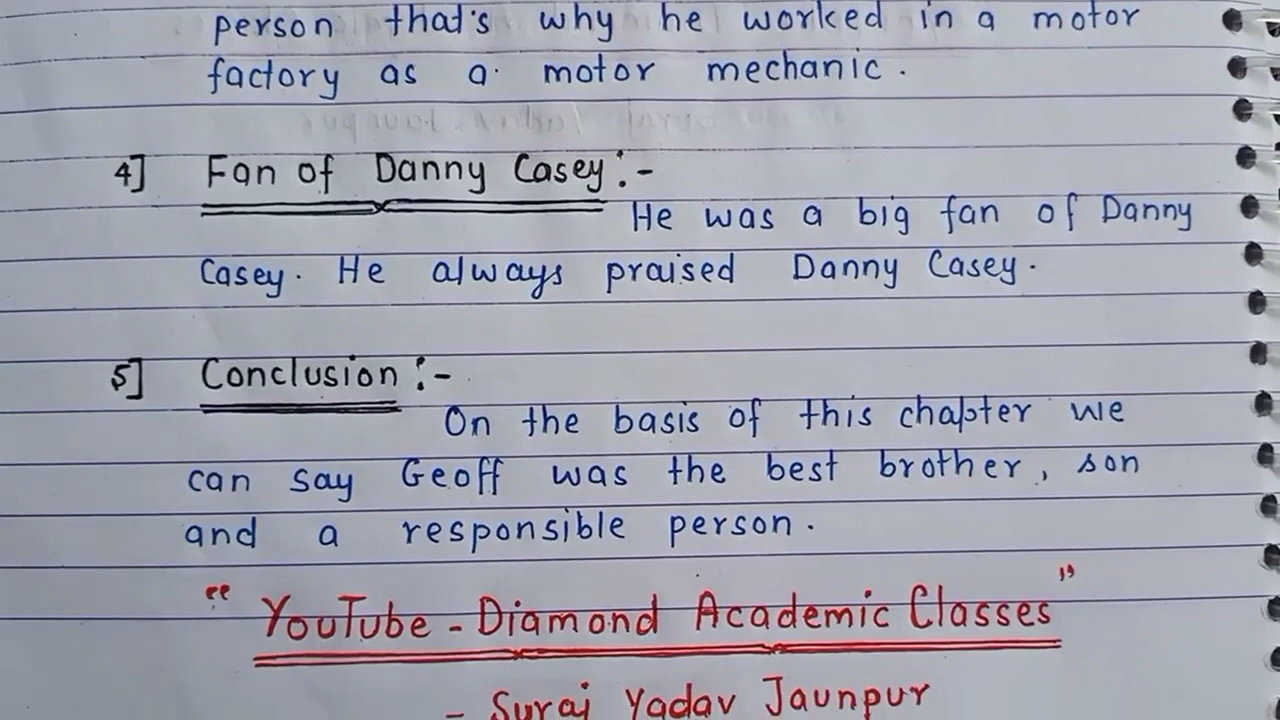 person that's why he worked in a motor
factory as a motor mechanic.
4] Fan of Danny Casey :-
He was a big fan of Danny
Casey. He always praised Danny Casey.
5] Conclusion :-
On the basis of this chapter we
can say Geoff was the best brother, son
and a responsible person.
"YouTube - Diamond Academic Classes"
- Suraj Yadav Jaunpur